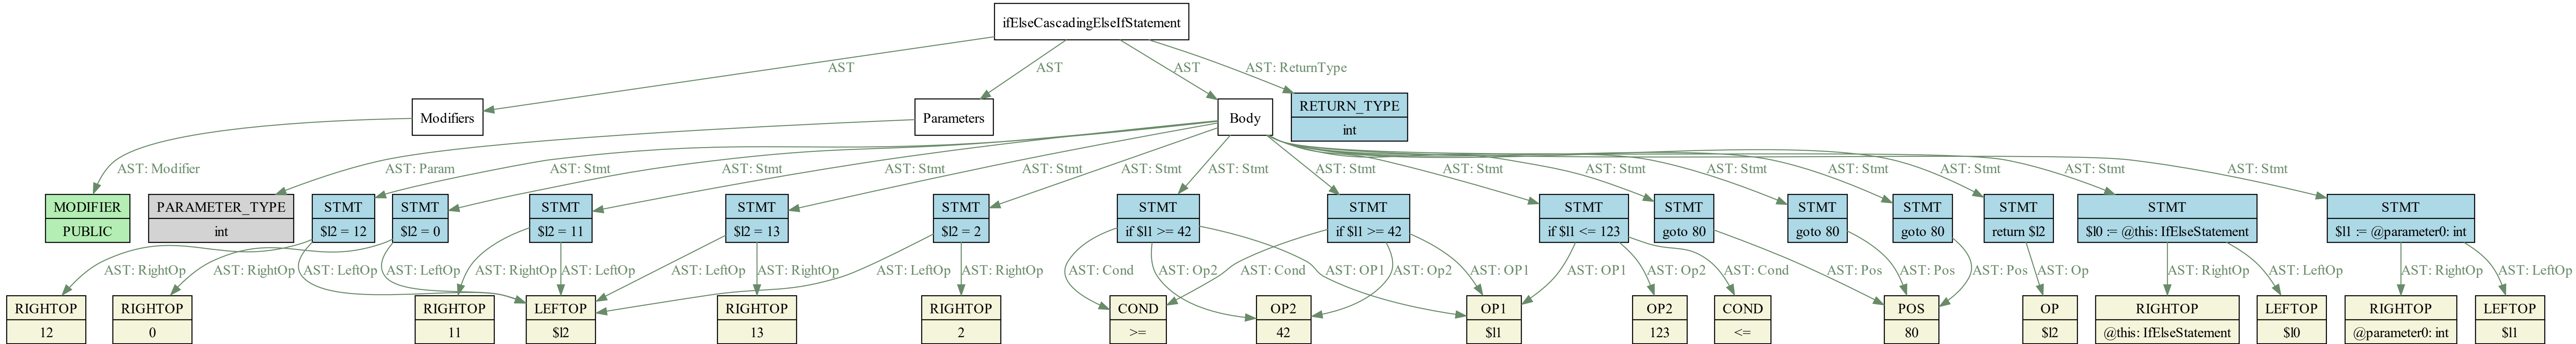 ifElseCascadingElseIfStatement
AST
AST
AST
AST: ReturnType
Modifiers
Parameters
Body
RETURN_TYPE
int
AST: Modifier
AST: Param
AST: Stmt
AST: Stmt
AST: Stmt
AST: Stmt
AST: Stmt
AST: Stmt
AST: Stmt
AST: Stmt
AST: Stmt
AST: Stmt
AST: Stmt
AST: Stmt
AST: Stmt
AST: Stmt
MODIFIER
PUBLIC
PARAMETER_TYPE
int
STMT
$l2 = 12
STMT
$l2 = 0
STMT
$l2 = 11
STMT
$l2 = 13
STMT
$l2 = 2
STMT
if $l1 >= 42
STMT
if $l1 >= 42
STMT
if $l1 <= 123
STMT
goto 80
STMT
goto 80
STMT
goto 80
STMT
return $l2
STMT
$l0 := @this: IfElseStatement
STMT
$l1 := @parameter0: int
AST: RightOp
AST: RightOp
AST: LeftOp
AST: LeftOp
AST: RightOp
AST: LeftOp
AST: LeftOp
AST: RightOp
AST: LeftOp
AST: RightOp
AST: Cond
AST: Op2
AST: OP1
AST: Cond
AST: Op2
AST: OP1
AST: OP1
AST: Op2
AST: Cond
AST: Pos
AST: Pos
AST: Pos
AST: Op
AST: RightOp
AST: LeftOp
AST: RightOp
AST: LeftOp
RIGHTOP
12
RIGHTOP
0
RIGHTOP
11
LEFTOP
$l2
RIGHTOP
13
RIGHTOP
2
COND
>=
OP2
42
OP1
$l1
OP2
123
COND
<=
POS
80
OP
$l2
RIGHTOP
@this: IfElseStatement
LEFTOP
$l0
RIGHTOP
@parameter0: int
LEFTOP
$l1